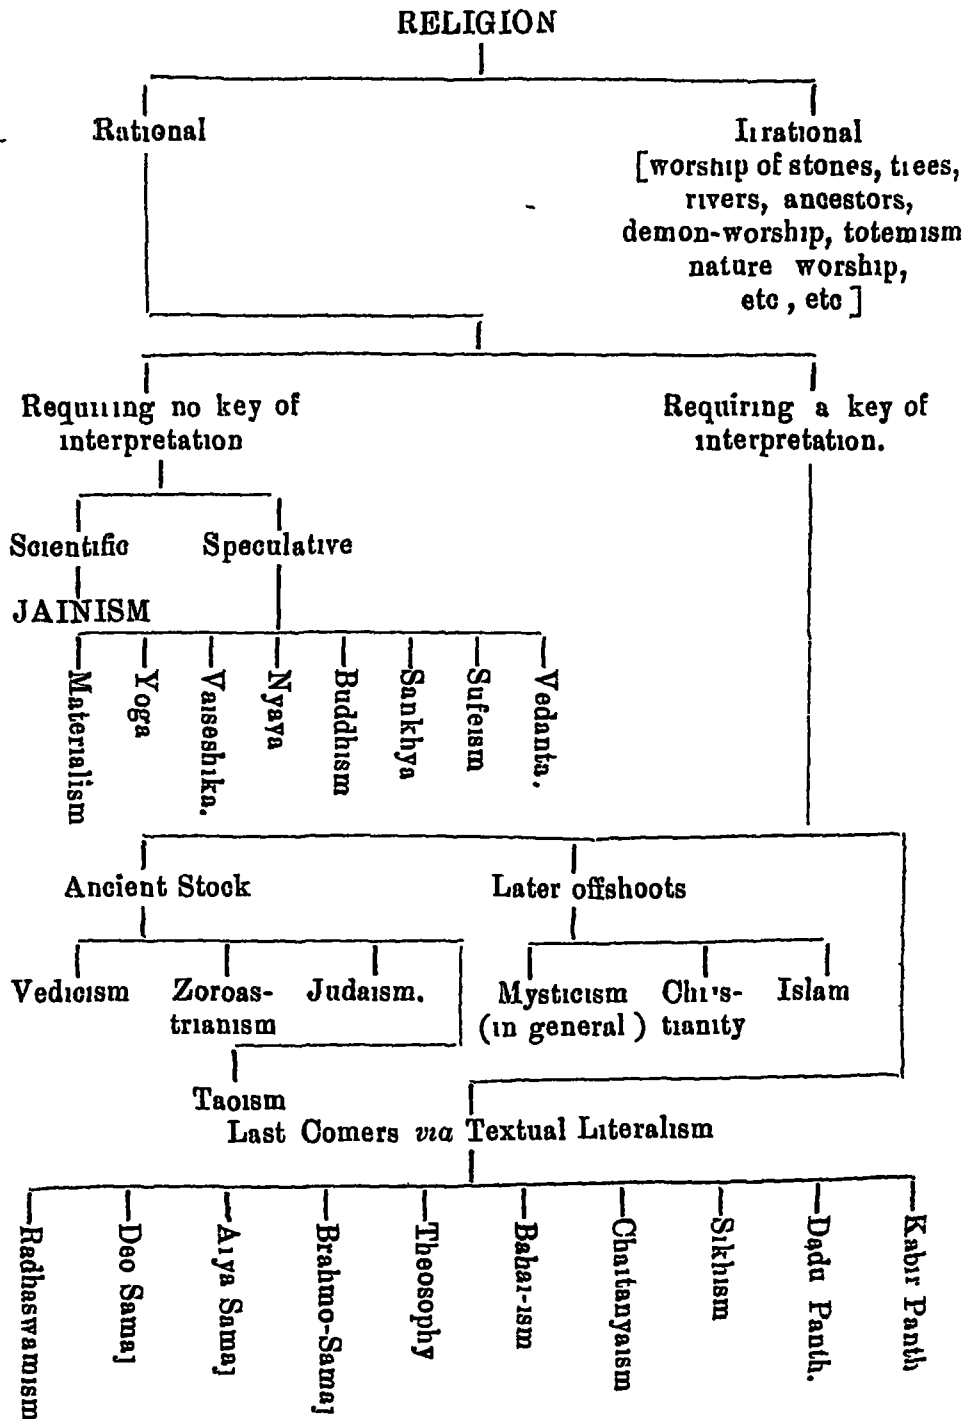 RELIGION
Rational
Irrational
[worship of stones, trees,
rivers, ancestors,
demon-worship, totemism
nature worship,
etc, etc]
Requiring no key of
interpretation
Requiring a key of
interpretation.
Scientific
Speculative
JAINISM
Materialism
Yoga
Vaiseshika.
Nyaya
Buddhism
Sankhya
Sufeism
Vedanta.
Ancient Stock
Later offshoots
Vedicism
Zoroas-
trianism
Judaism.
Mysticism
(in general)
Chris-
tianity
Islam
Taoism
Last Comers via Textual Literalism
Radhaswamism
Deo Samaj
Arya Samaj
Brahmo-Samaj
Theosophy
Bahai-ism
Chaitanyaism
Sikhism
Dadu Panth.
Kabir Panth